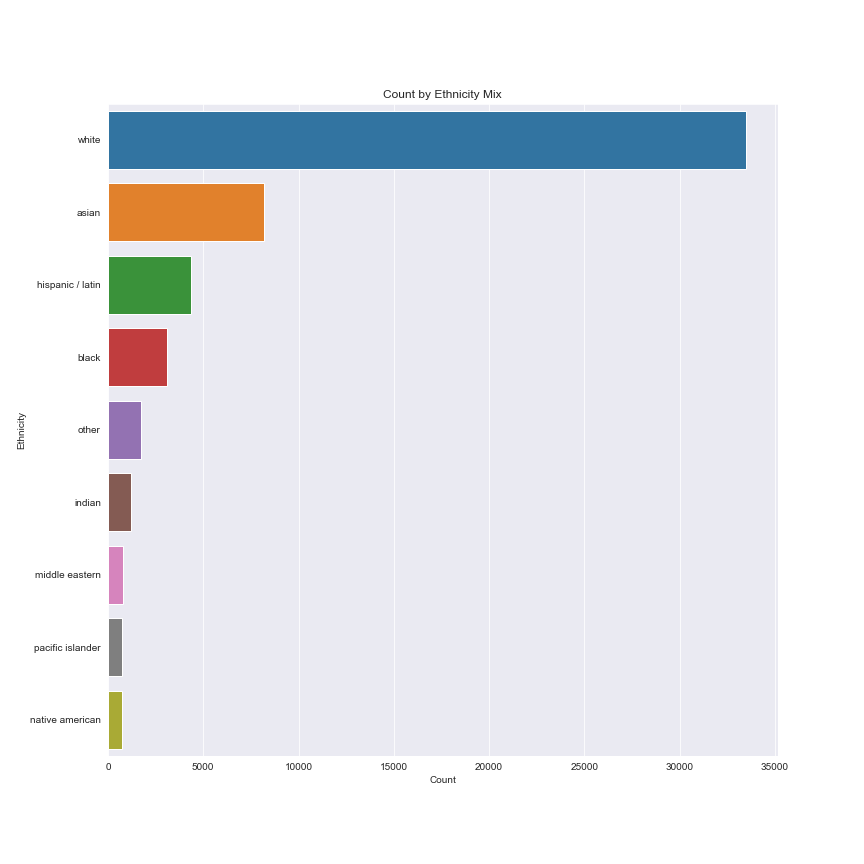 Count by Ethnicity Mix
white
asian
hispanic / latin
black
other
indian
middle eastern
pacific islander
native american
Ethnicity
0 5000 10000 15000 20000 25000 30000 35000
Count